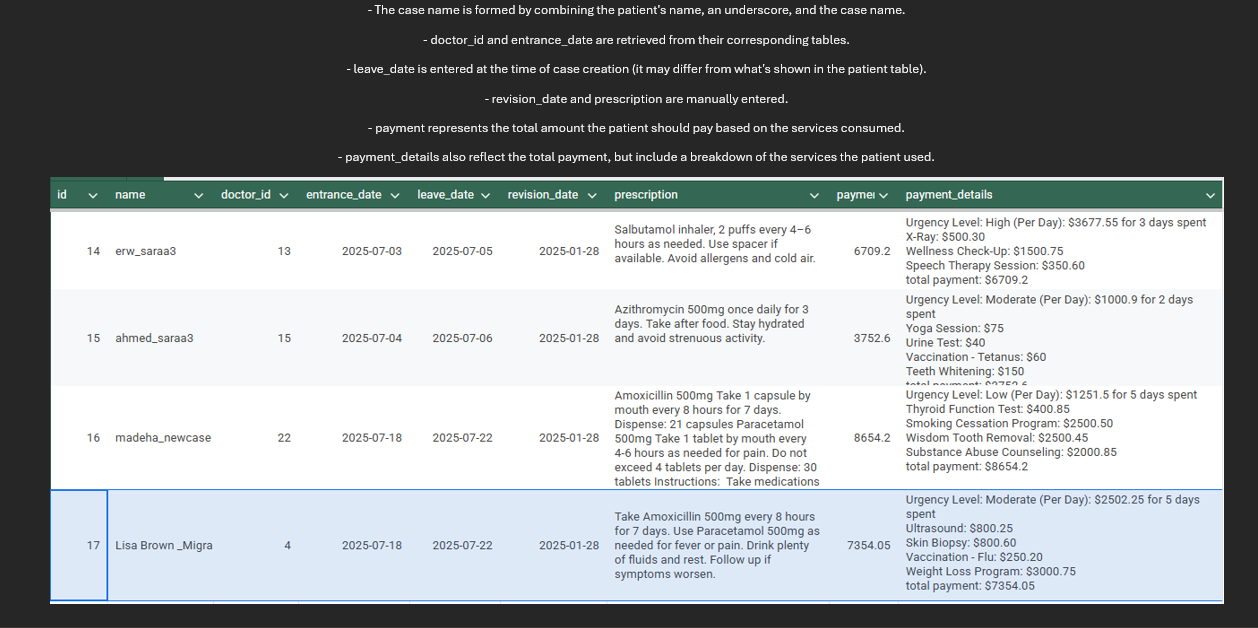 - The case name is formed by combining the patient's name, an underscore, and the case name.
- doctor_id and entrance_date are retrieved from their corresponding tables.
- leave_date is entered at the time of case creation (it may differ from what's shown in the patient table).
- revision_date and prescription are manually entered.
- payment represents the total amount the patient should pay based on the services consumed.
- payment_details also reflect the total payment, but include a breakdown of the services the patient used.
id name doctor_id entrance_date leave_date revision_date prescription paymer payment_details
14 erw_saraa3 13 2025-07-03 2025-07-05 2025-01-28
Salbutamol inhaler, 2 puffs every 4–6
hours as needed. Use spacer if
available. Avoid allergens and cold air.
6709.2
Urgency Level: High (Per Day): $3677.55 for 3 days spent
X-Ray: $500.30
Wellness Check-Up: $1500.75
Speech Therapy Session: $350.60
total payment: $6709.2
15 ahmed_saraa3 15 2025-07-04 2025-07-06 2025-01-28
Azithromycin 500mg once daily for 3
days. Take after food. Stay hydrated
and avoid strenuous activity.
3752.6
Urgency Level: Moderate (Per Day): $1000.9 for 2 days
spent
Yoga Session: $75
Urine Test: $40
Vaccination - Tetanus: $60
Teeth Whitening: $150
total payment: $3752.6
16 madeha_newcase 22 2025-07-18 2025-07-22 2025-01-28
Amoxicillin 500mg Take 1 capsule by
mouth every 8 hours for 7 days.
Dispense: 21 capsules Paracetamol
500mg Take 1 tablet by mouth every
4-6 hours as needed for pain. Do not
exceed 4 tablets per day. Dispense: 30
tablets Instructions: Take medications
8654.2
Urgency Level: Low (Per Day): $1251.5 for 5 days spent
Thyroid Function Test: $400.85
Smoking Cessation Program: $2500.50
Wisdom Tooth Removal: $2500.45
Substance Abuse Counseling: $2000.85
total payment: $8654.2
17 Lisa Brown _Migra 4 2025-07-18 2025-07-22 2025-01-28
Take Amoxicillin 500mg every 8 hours
for 7 days. Use Paracetamol 500mg as
needed for fever or pain. Drink plenty
of fluids and rest. Follow up if
symptoms worsen.
7354.05
Urgency Level: Moderate (Per Day): $2502.25 for 5 days
spent
Ultrasound: $800.25
Skin Biopsy: $800.60
Vaccination - Flu: $250.20
Weight Loss Program: $3000.75
total payment: $7354.05